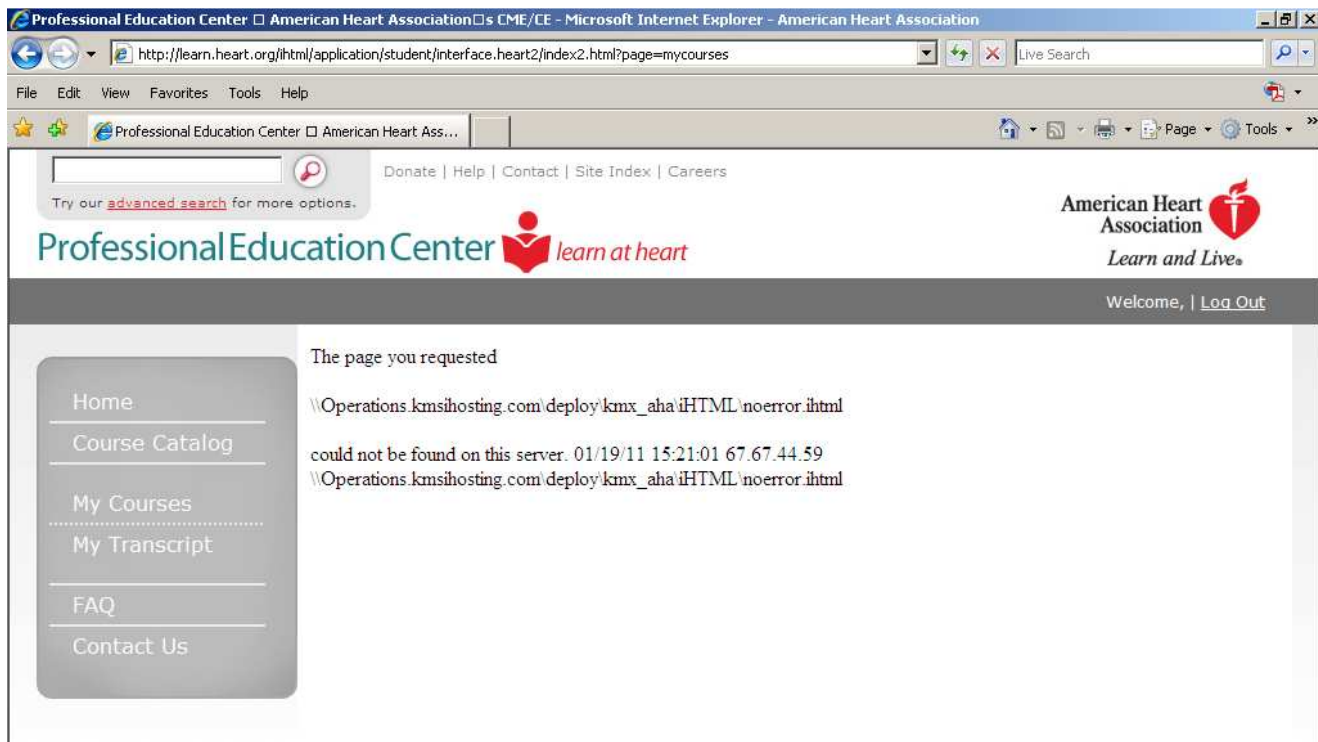 Professional Education Center □ American Heart Association□s CME/CE - Microsoft Internet Explorer - American Heart Association
http://learn.heart.org/ihtml/application/student/interface.heart2/index2.html?page=mycourses
Live Search
File Edit View Favorites Tools Help
Professional Education Center □ American Heart Ass...
Page Tools
Donate | Help | Contact | Site Index | Careers
Try our advanced search for more options.
American Heart
Association
Learn and Live®
Professional Education Center learn at heart
Welcome, | Log Out
The page you requested
Home
\\Operations.kmsihosting.com\deploy\kmx_aha\iHTML\noerror.ihtml
Course Catalog
could not be found on this server. 01/19/11 15:21:01 67.67.44.59
\\Operations.kmsihosting.com\deploy\kmx_aha\iHTML\noerror.ihtml
My Courses
My Transcript
FAQ
Contact Us